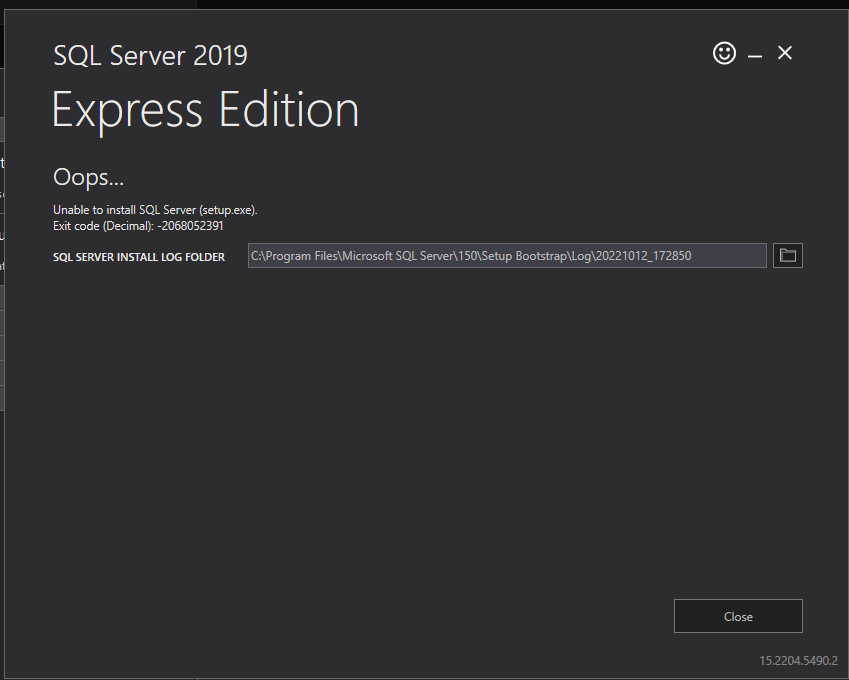 SQL Server 2019
Express Edition
Oops...
Unable to install SQL Server (setup.exe).
Exit code (Decimal): -2068052391
SQL SERVER INSTALL LOG FOLDER
C:\Program Files\Microsoft SQL Server\150\Setup Bootstrap\Log\20221012_172850
Close
15.2204.5490.2